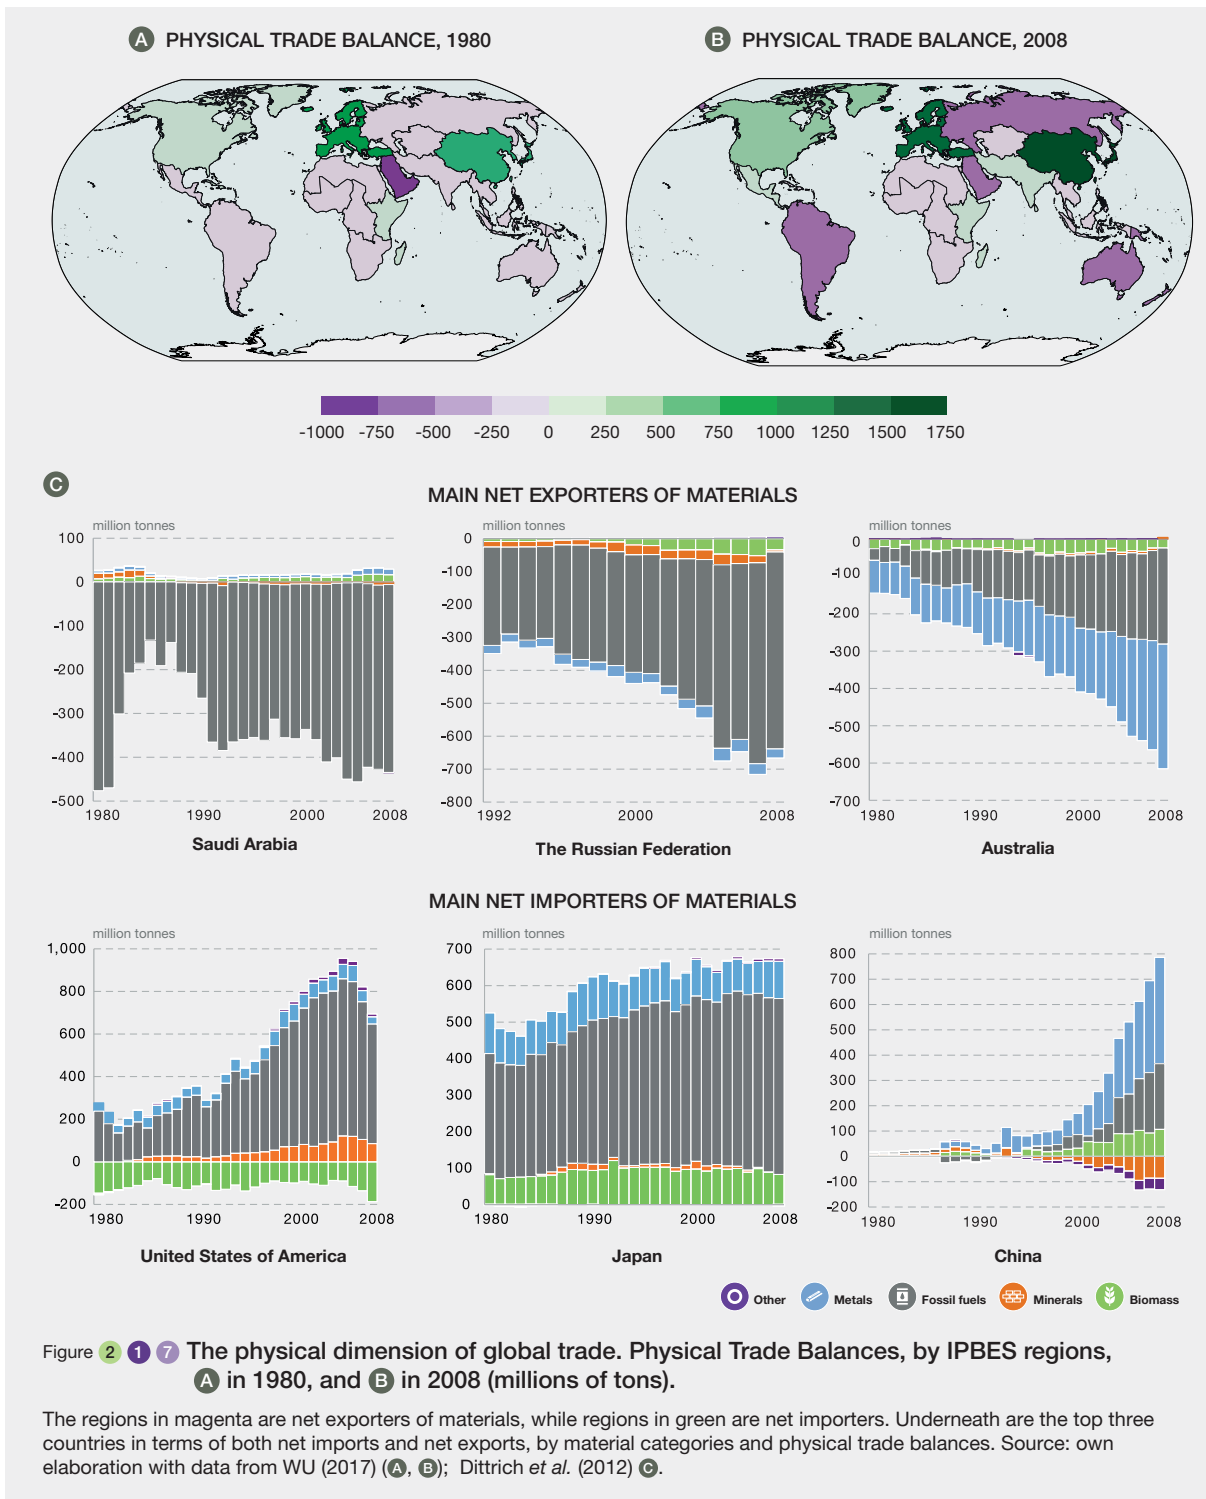 A PHYSICAL TRADE BALANCE, 1980
B PHYSICAL TRADE BALANCE, 2008
-1000 -750 -500 -250 0 250 500 750 1000 1250 1500 1750
C
MAIN NET EXPORTERS OF MATERIALS
million tonnes
100
0
-100
-200
-300
-400
-500
1980 1990 2000 2008
Saudi Arabia
million tonnes
0
-100
-200
-300
-400
-500
-600
-700
-800
1992 2000 2008
The Russian Federation
million tonnes
0
-100
-200
-300
-400
-500
-600
-700
1980 1990 2000 2008
Australia
MAIN NET IMPORTERS OF MATERIALS
million tonnes
1,000
800
600
400
200
0
-200
1980 1990 2000 2008
United States of America
700
600
500
400
300
200
100
0
million tonnes
1980 1990 2000 2008
Japan
million tonnes
800
700
600
500
400
300
200
100
0
-100
-200
1980 1990 2000 2008
China
Other Metals Fossil fuels Minerals Biomass
Figure 2 1 7 The physical dimension of global trade. Physical Trade Balances, by IPBES regions,
A in 1980, and B in 2008 (millions of tons).
The regions in magenta are net exporters of materials, while regions in green are net importers. Underneath are the top three
countries in terms of both net imports and net exports, by material categories and physical trade balances. Source: own
elaboration with data from WU (2017) (A, B); Dittrich et al. (2012) C.